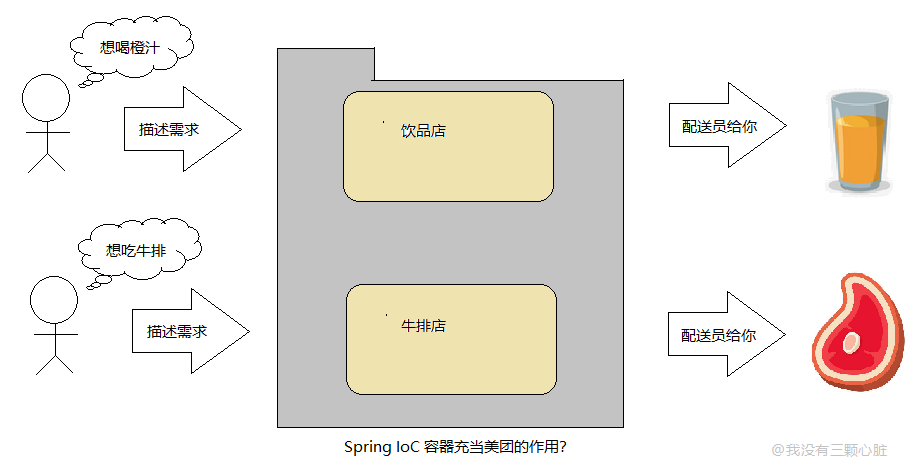 想喝橙汁
描述需求
饮品店
配送员给你
想吃牛排
描述需求
牛排店
配送员给你
Spring IoC 容器充当美团的作用?
@我没有三颗心脏